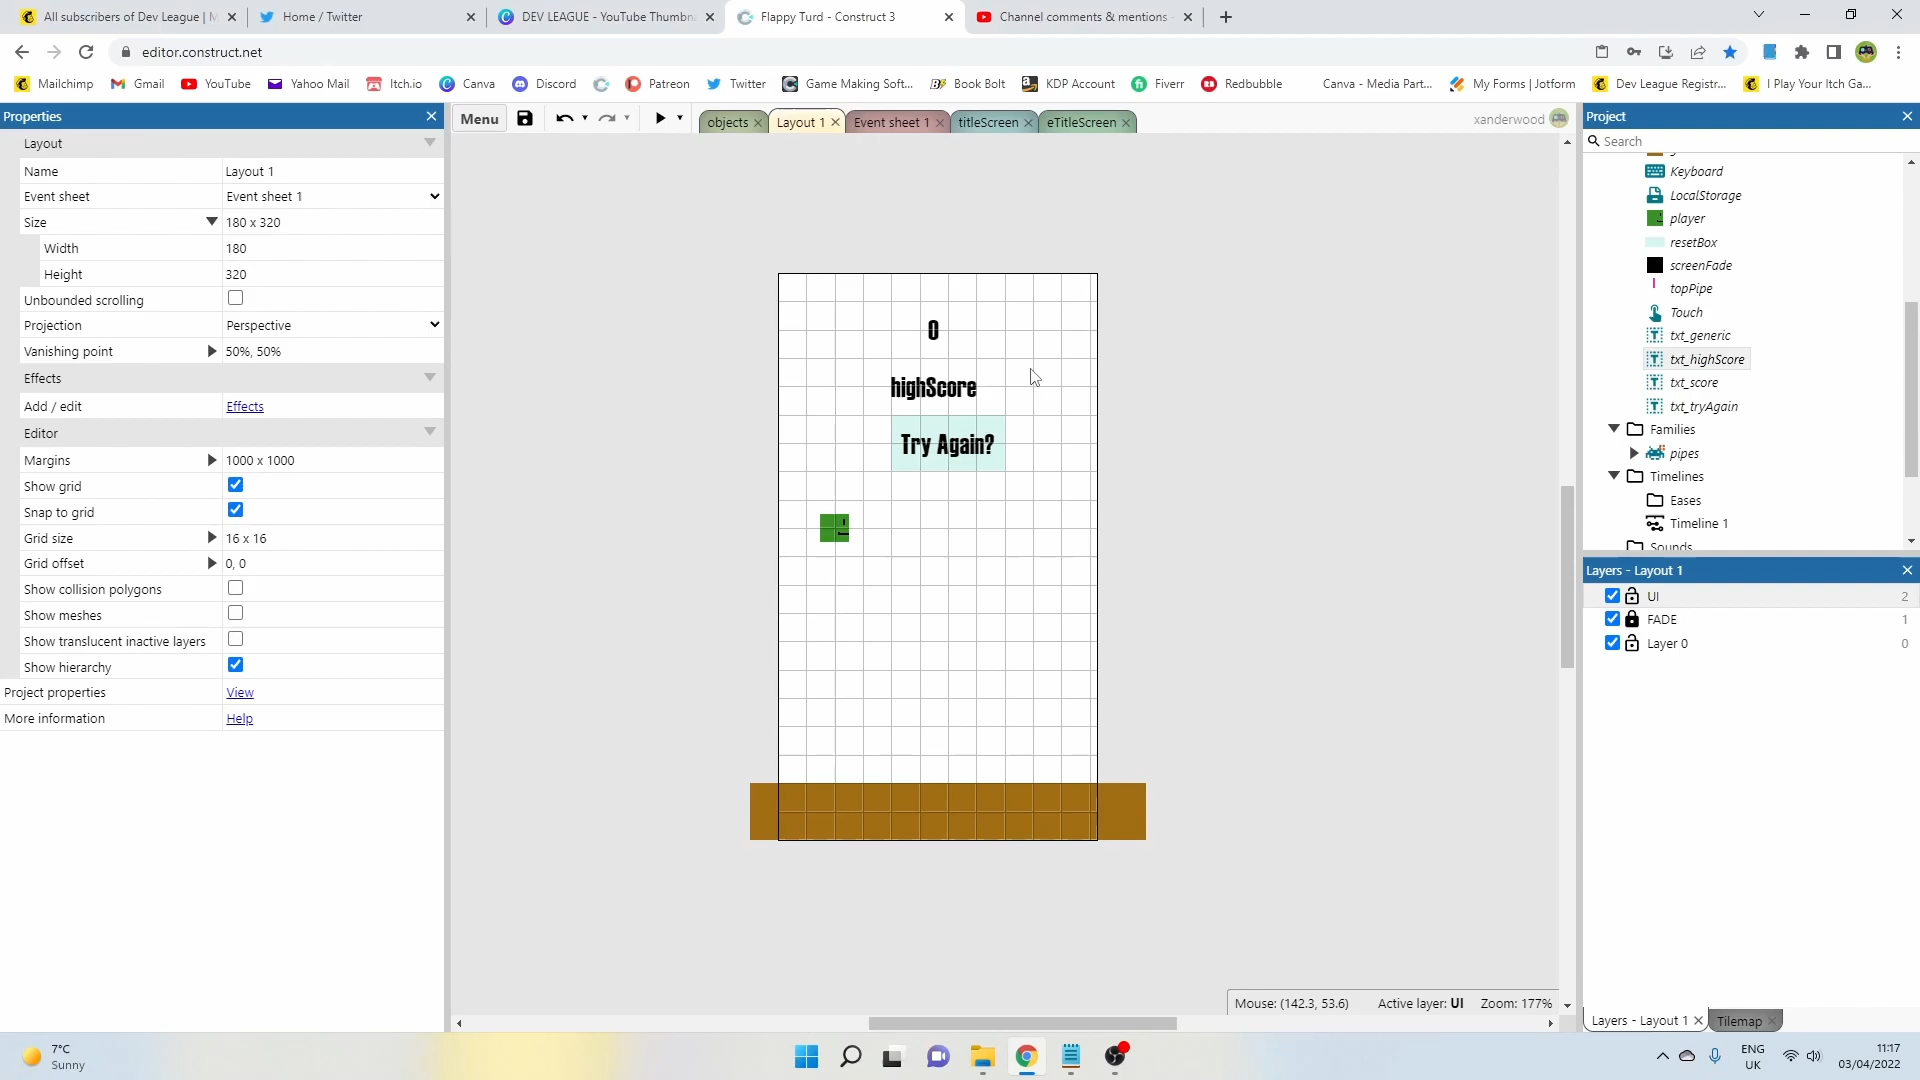 All subscribers of Dev League | M
Home / Twitter
DEV LEAGUE - YouTube Thumbn
Flappy Turd - Construct 3
Channel comments & mentions -
editor.construct.net
Mailchimp
Gmail
YouTube
Yahoo Mail
Itch.io
Canva
Discord
Patreon
Twitter
Game Making Soft...
Book Bolt
KDP Account
Fiverr
Redbubble
Canva - Media Part...
My Forms | Jotform
Dev League Registr...
I Play Your Itch Ga...
Properties
Menu
objects
Layout 1
Event sheet 1
titleScreen
eTitleScreen
xanderwood
Project
Search
Layout
Name
Layout 1
Event sheet
Event sheet 1
Size
180 x 320
Width
180
Height
320
Unbounded scrolling
Projection
Perspective
Vanishing point
50%, 50%
Effects
Add / edit
Effects
Editor
Margins
1000 x 1000
Show grid
Snap to grid
Grid size
16 x 16
Grid offset
0, 0
Show collision polygons
Show meshes
Show translucent inactive layers
Show hierarchy
Project properties
View
More information
Help
0
highScore
Try Again?
Keyboard
LocalStorage
player
resetBox
screenFade
topPipe
Touch
txt_generic
txt_highScore
txt_score
txt_tryAgain
Families
pipes
Timelines
Eases
Timeline 1
Sounds
Layers - Layout 1
UI
2
FADE
1
Layer 0
0
Mouse: (142.3, 53.6)
Active layer: UI
Zoom: 177%
Layers - Layout 1
Tilemap
7°C
Sunny
ENG
UK
11:17
03/04/2022